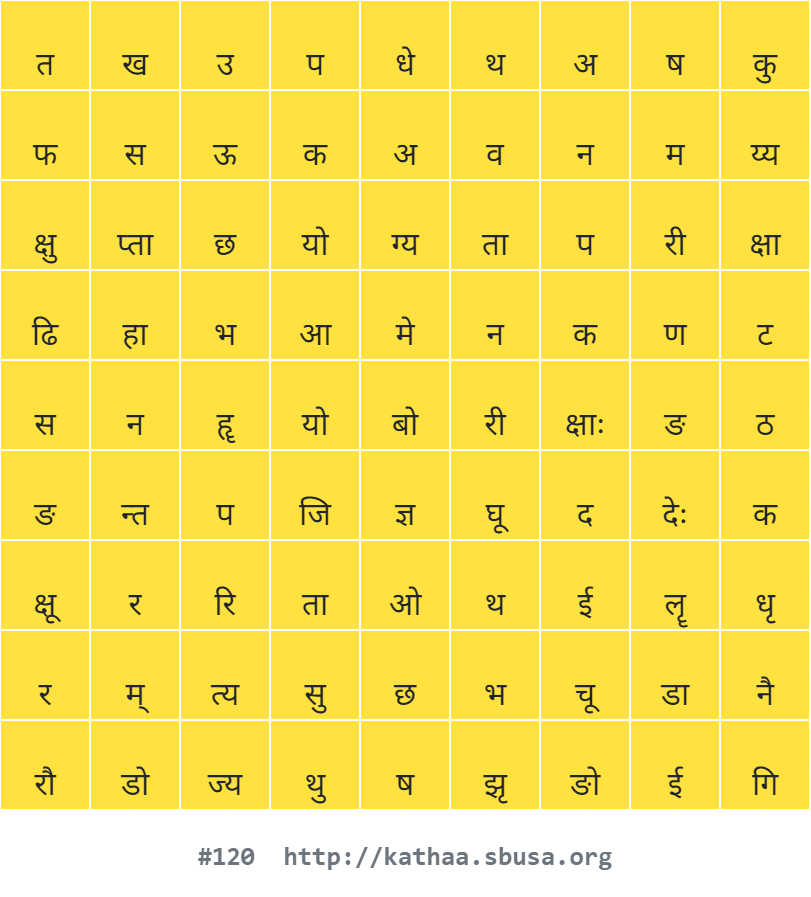 त ख उ प धे थ अ ष कु
फ स ऊ क अ व न म य्य
क्षु प्ता छ यो ग्य ता प री क्षा
ढि हा भ आ मे न क ण ट
स न हॄ यो बो री क्षाः ङ ठ
ङ न्त प जि ज्ञ घू द देः क
क्षू र रि ता ओ थ ई लॄ धृ
र म् त्य सु छ भ चू डा नै
रौ डो ज्य थु ष झृ ङो ई गि
#120 http://kathaa.sbusa.org